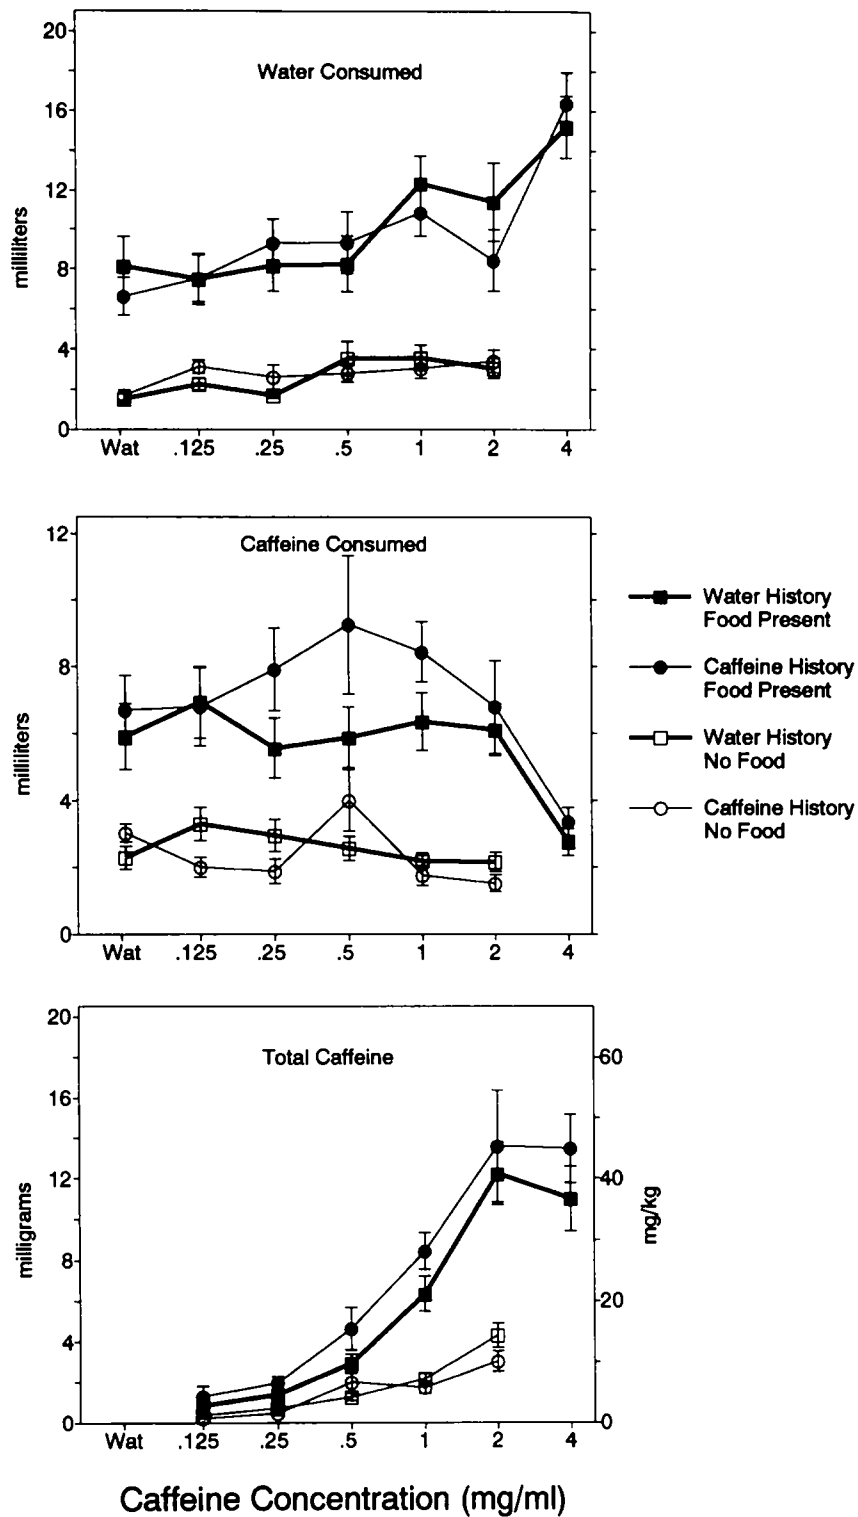 Water Consumed
milliliters
20
16
12
8
4
0
Wat .125 .25 .5 1 2 4
Caffeine Consumed
milliliters
12
8
4
0
Wat .125 .25 .5 1 2 4
Water History
Food Present
Caffeine History
Food Present
Water History
No Food
Caffeine History
No Food
Total Caffeine
milligrams
20
16
12
8
4
0
60
40
20
0
mg/kg
Wat .125 .25 .5 1 2 4
Caffeine Concentration (mg/ml)